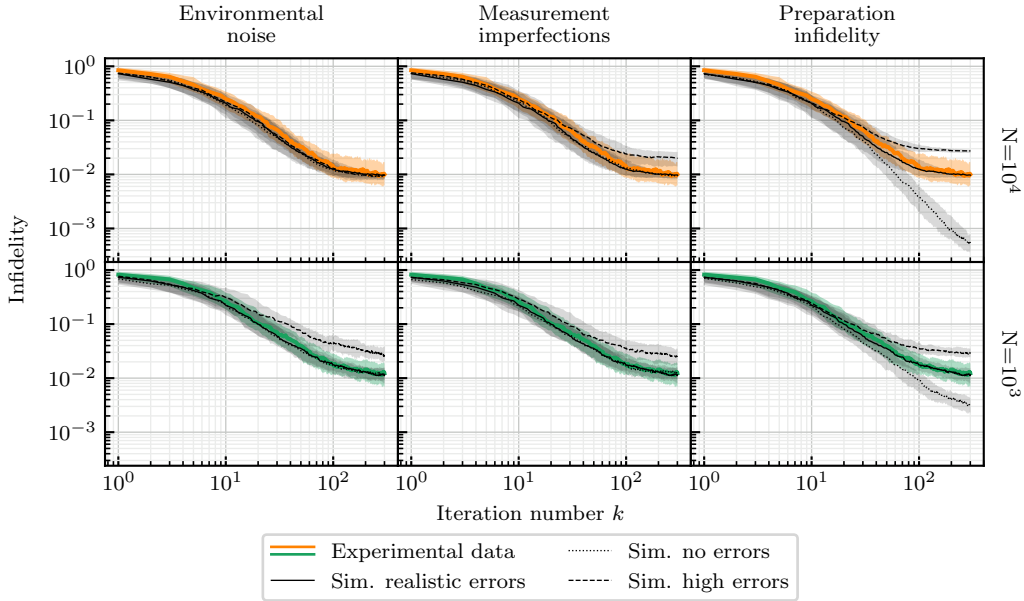 Environmental
noise
Measurement
imperfections
Preparation
infidelity
10^0
10^-1
10^-2
10^-3
N=10^4
Infidelity
10^0
10^-1
10^-2
10^-3
N=10^3
10^0 10^1 10^2
10^0 10^1 10^2
10^0 10^1 10^2
Iteration number k
Experimental data
Sim. realistic errors
Sim. no errors
Sim. high errors